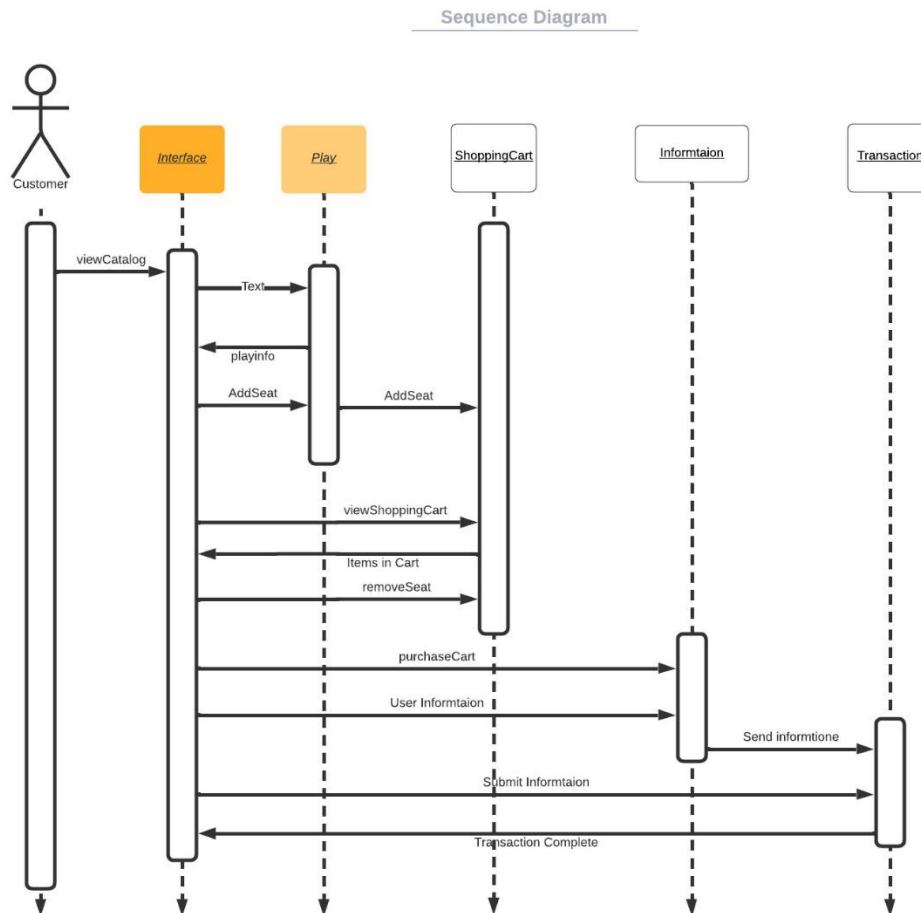 Sequence Diagram
Customer
Interface
Play
ShoppingCart
Informtaion
Transaction
viewCatalog
Text
playinfo
AddSeat
AddSeat
viewShoppingCart
Items in Cart
removeSeat
purchaseCart
User Informtaion
Send informtione
Submit Informtaion
Transaction Complete